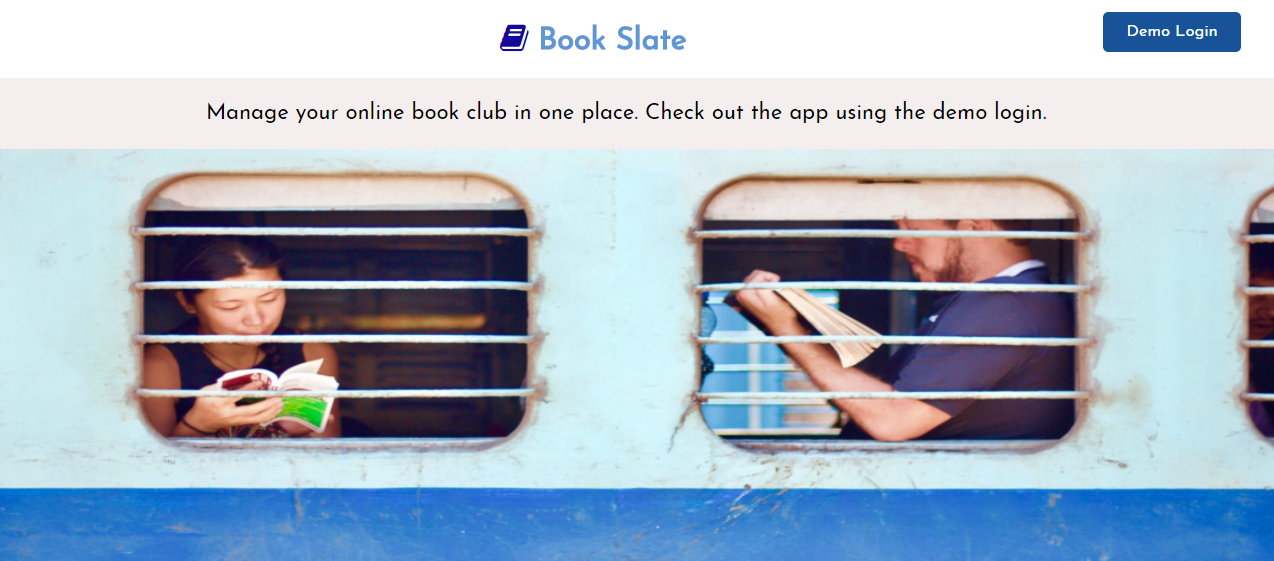 Book Slate
Demo Login
Manage your online book club in one place. Check out the app using the demo login.